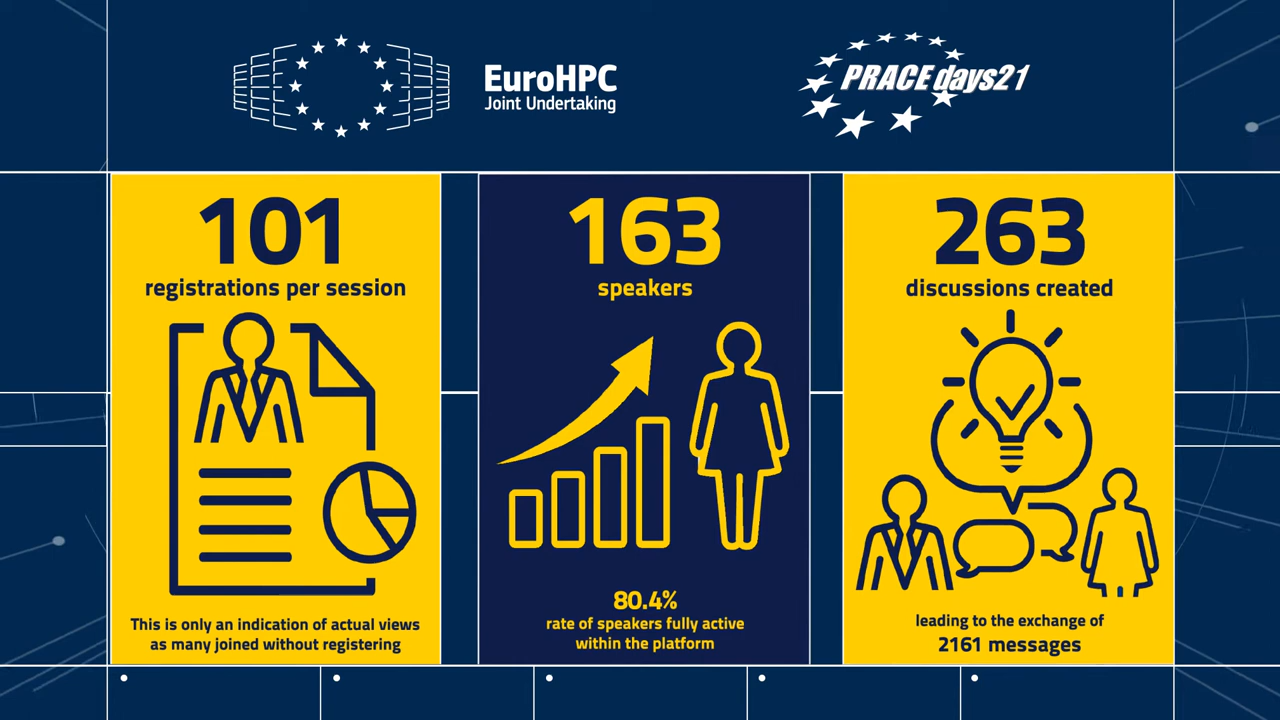 EuroHPC
Joint Undertaking
PRACE days21
101
registrations per session
This is only an indication of actual views
as many joined without registering
163
speakers
80.4%
rate of speakers fully active
within the platform
263
discussions created
leading to the exchange of
2161 messages